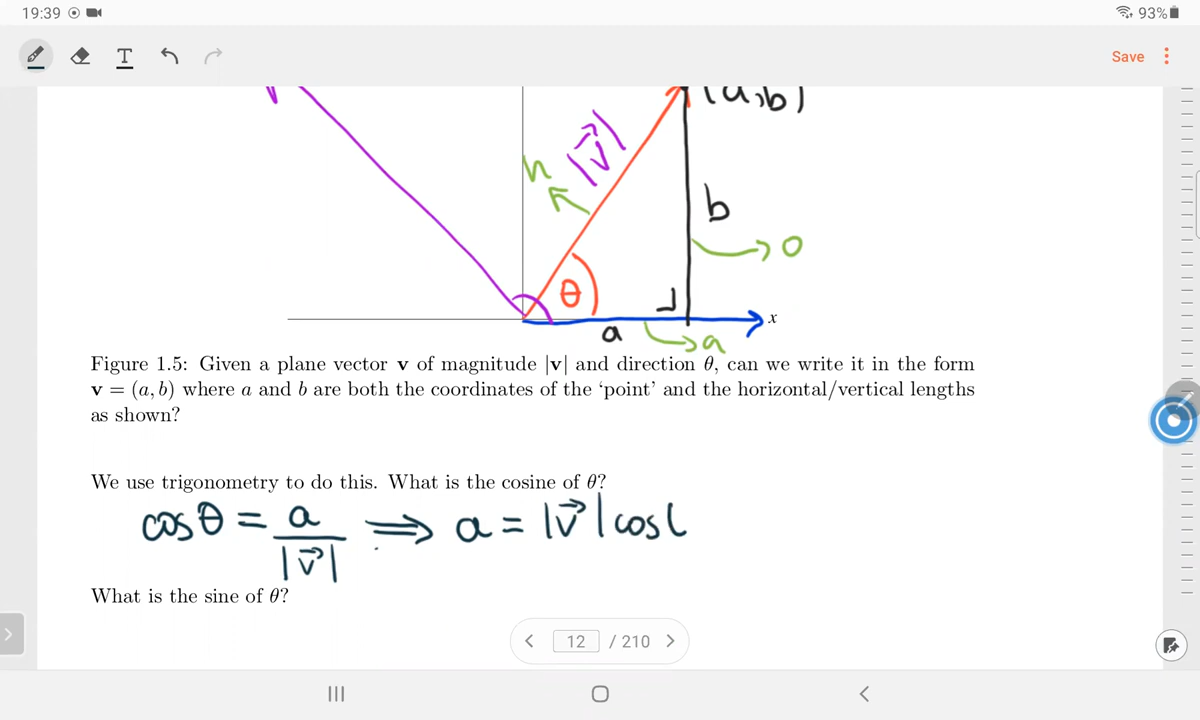 19:39 93%
T Save
(a,b)
h |v⃗|
b
o
θ
x
a
a
Figure 1.5: Given a plane vector v of magnitude |v| and direction θ, can we write it in the form
v = (a, b) where a and b are both the coordinates of the ‘point’ and the horizontal/vertical lengths
as shown?
We use trigonometry to do this. What is the cosine of θ?
cosθ = a/|v⃗| ⟹ a = |v⃗|cos(
What is the sine of θ?
12 / 210